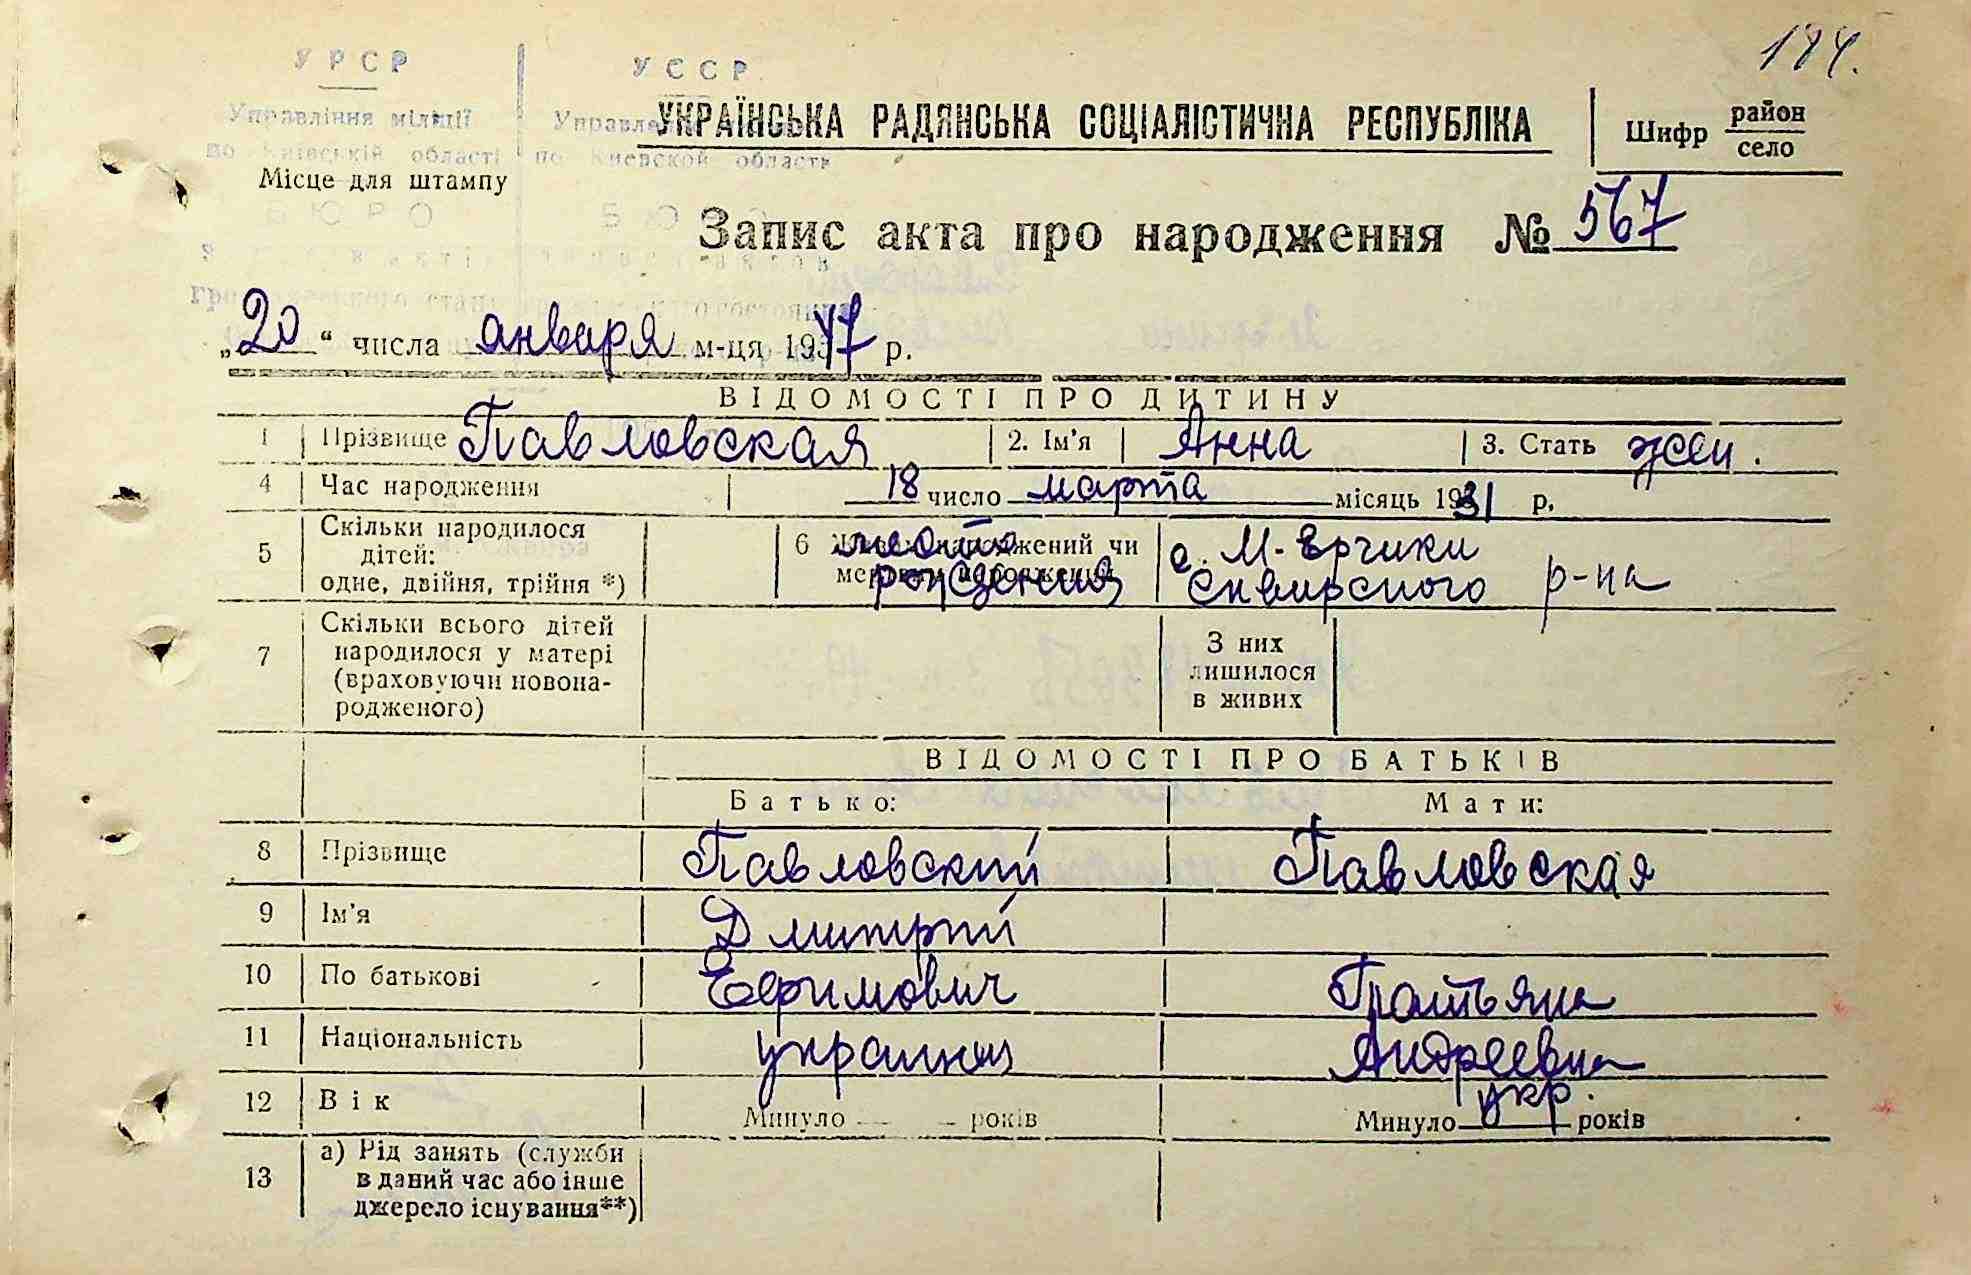 184.
УРСР УССР
Управління міліції Управле
по Київській області по Киевской области
УКРАЇНСЬКА РАДЯНСЬКА СОЦІАЛІСТИЧНА РЕСПУБЛІКА
Шифр район
село
Місце для штампу
БЮРО БЮРО
Запис акта про народження № 567
„20“ числа января м-ця 1947 р.
ВІДОМОСТІ ПРО ДИТИНУ
1 Прізвище Павловская 2. Ім'я Анна 3. Стать жен.
4 Час народження 18 число марта місяць 1931 р.
5 Скільки народилося дітей: одне, двійня, трійня *)
6 народжений чи
место рождения
с. М-Ерчики
Сквирского р-на
7 Скільки всього дітей народилося у матері (враховуючи новонародженого)
З них лишилося в живих
ВІДОМОСТІ ПРО БАТЬКІВ
Батько: Мати:
8 Прізвище Павловский Павловская
9 Ім'я Дмитрий
10 По батькові Ефимович Татьяна
11 Національність украинец Андреевна
12 Вік Минуло — — років Минуло укр. років
13 а) Рід занять (служби
в даний час або інше
джерело існування**)